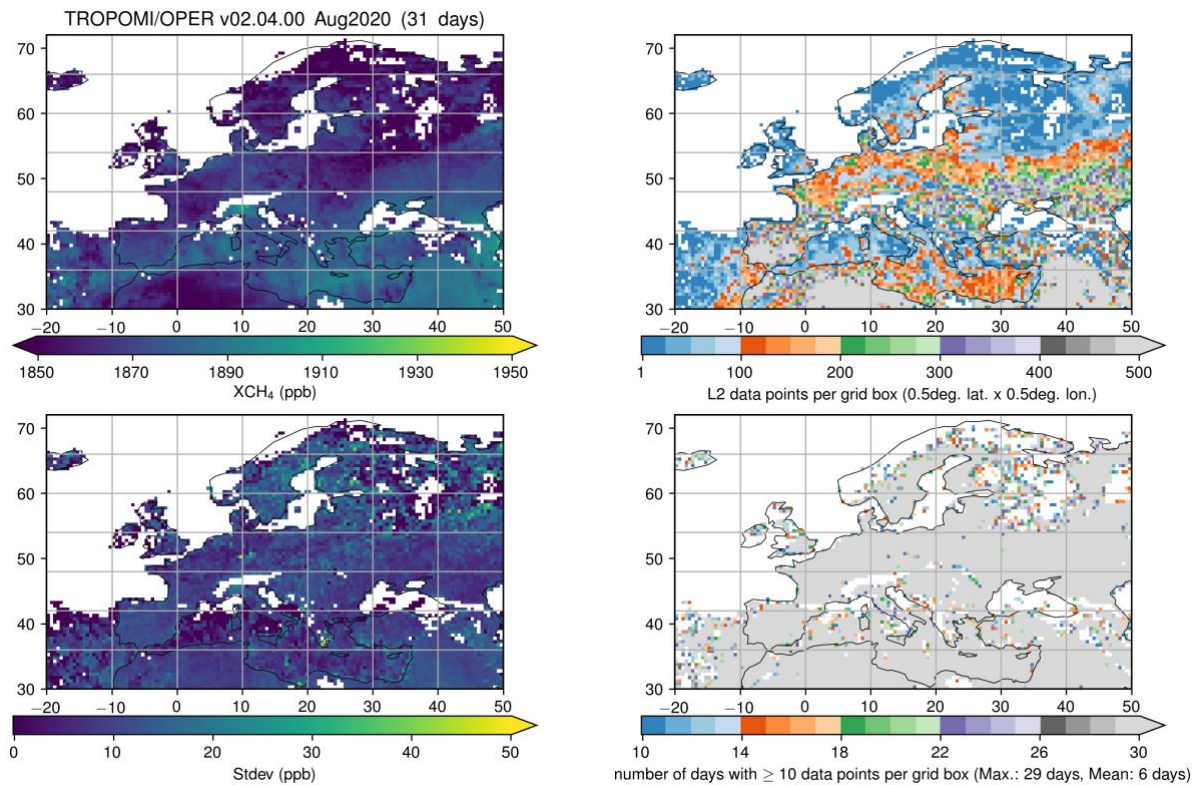 TROPOMI/OPER v02.04.00 Aug2020 (31 days)
70
60
50
40
30
−20 −10 0 10 20 30 40 50
1850 1870 1890 1910 1930 1950
XCH₄ (ppb)
70
60
50
40
30
−20 −10 0 10 20 30 40 50
1 100 200 300 400 500
L2 data points per grid box (0.5deg. lat. x 0.5deg. lon.)
70
60
50
40
30
−20 −10 0 10 20 30 40 50
0 10 20 30 40 50
Stdev (ppb)
70
60
50
40
30
−20 −10 0 10 20 30 40 50
10 14 18 22 26 30
number of days with ≥ 10 data points per grid box (Max.: 29 days, Mean: 6 days)